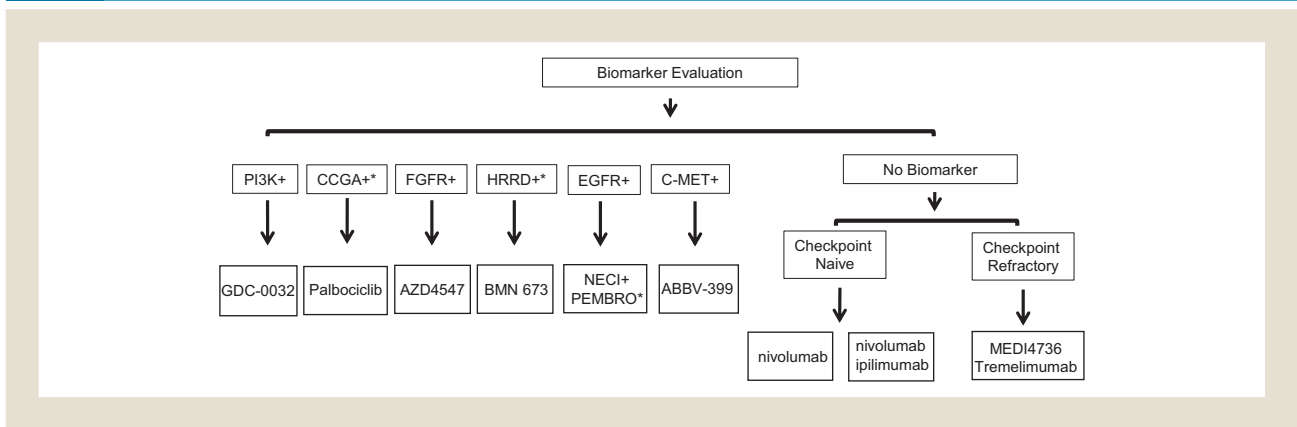 Biomarker Evaluation
PI3K+
CCGA+*
FGFR+
HRRD+*
EGFR+
C-MET+
No Biomarker
Checkpoint
Naive
Checkpoint
Refractory
GDC-0032
Palbociclib
AZD4547
BMN 673
NECI+
PEMBRO*
ABBV-399
nivolumab
nivolumab
ipilimumab
MEDI4736
Tremelimumab